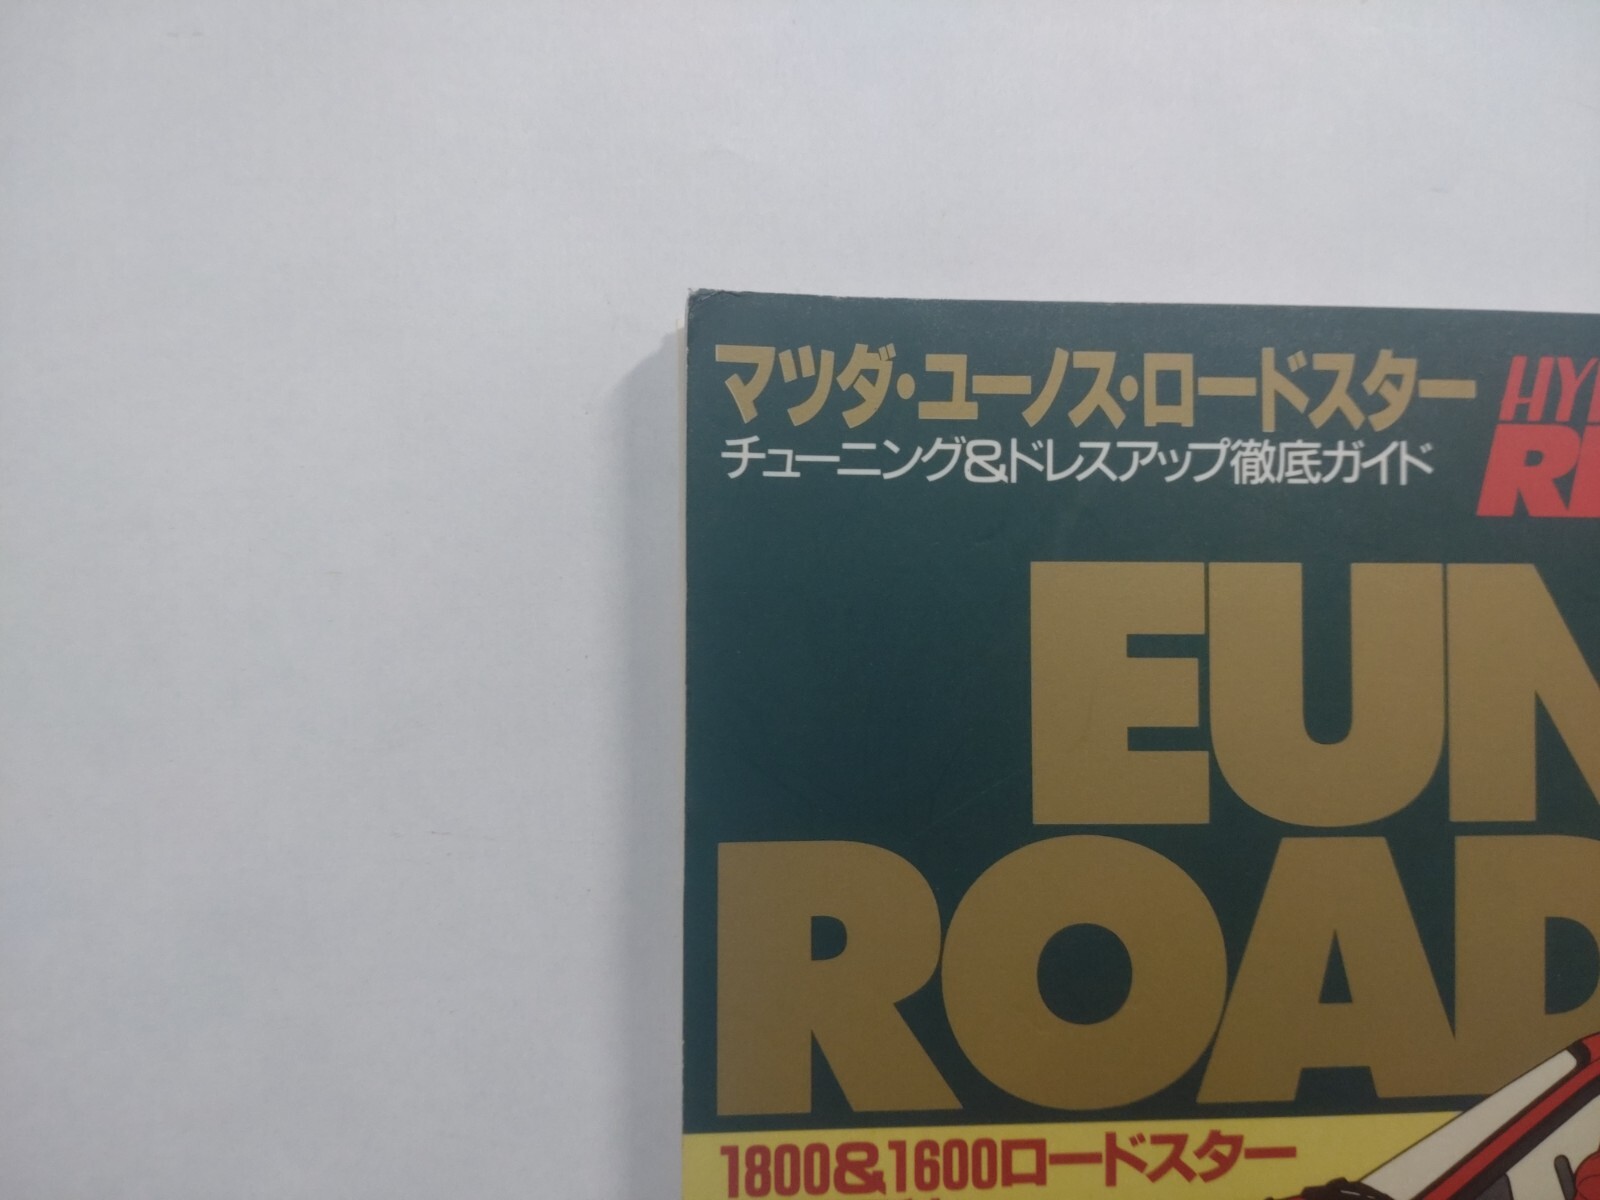 マツダ・ユーノス・ロードスター
チューニング&ドレスアップ徹底ガイド
HY
R
EUN
ROAD
1800&1600ロードスター